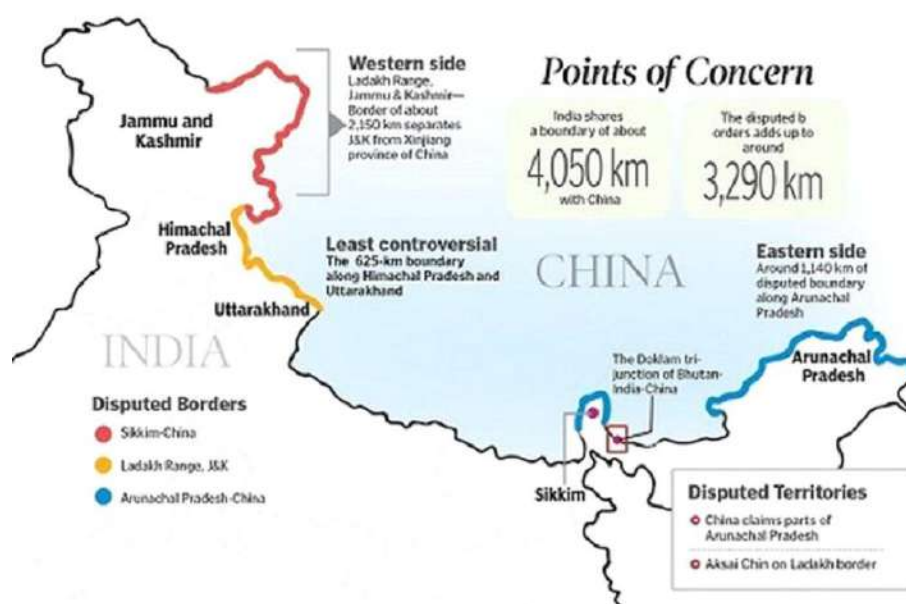 Points of Concern
Western side
Ladakh Range,
Jammu & Kashmir—
Border of about
2,150 km separates
J&K from Xinjiang
province of China
India shares
a boundary of about
4,050 km
with China
The disputed b
orders adds up to
around
3,290 km
Jammu and
Kashmir
Himachal
Pradesh
Least controversial
The 625-km boundary
along Himachal Pradesh and
Uttarakhand
CHINA
Eastern side
Around 1,140 km of
disputed boundary
along Arunachal
Pradesh
Uttarakhand
INDIA
The Doklam tri-
junction of Bhutan-
India-China
Arunachal
Pradesh
Disputed Borders
Sikkim-China
Ladakh Range, J&K
Arunachal Pradesh-China
Sikkim
Disputed Territories
China claims parts of
Arunachal Pradesh
Aksai Chin on Ladakh border